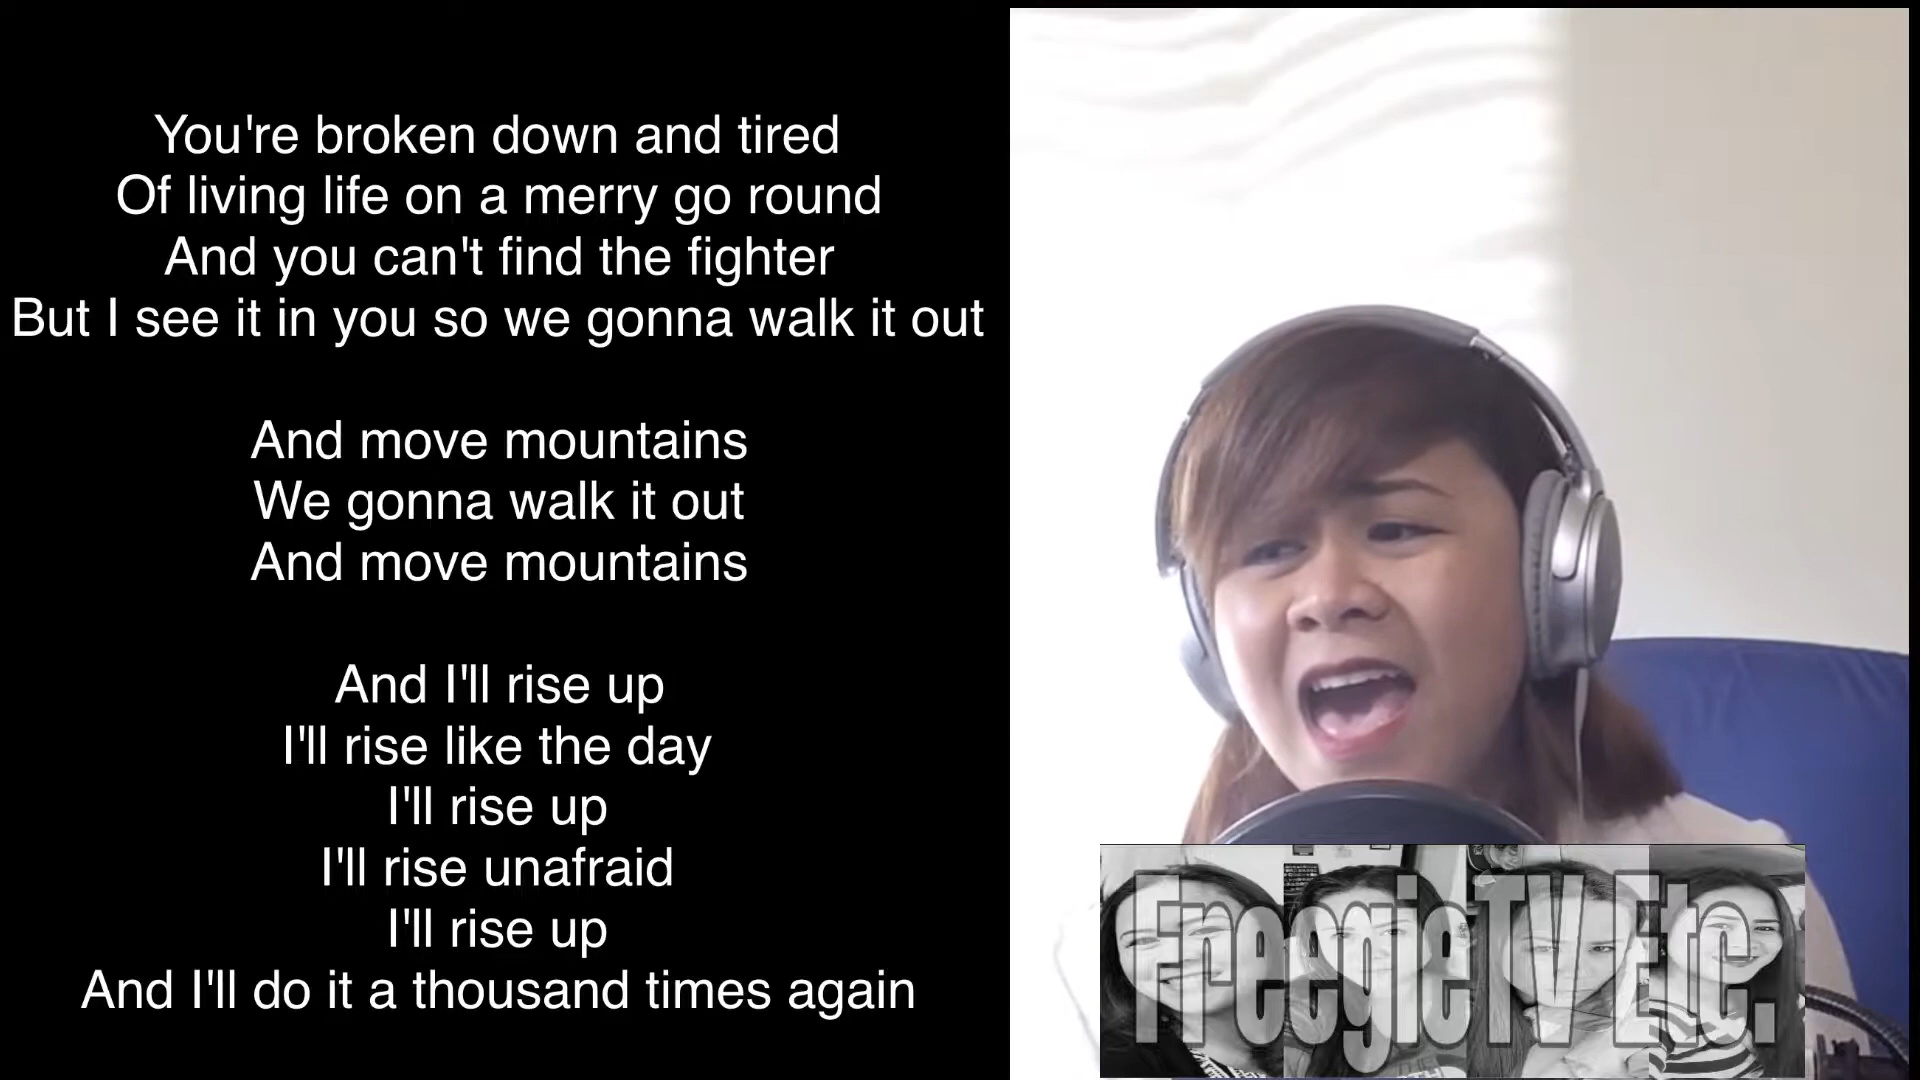 You're broken down and tired
Of living life on a merry go round
And you can't find the fighter
But I see it in you so we gonna walk it out
And move mountains
We gonna walk it out
And move mountains
And I'll rise up
I'll rise like the day
I'll rise up
I'll rise unafraid
I'll rise up
And I'll do it a thousand times again
FreegieTV Etc.